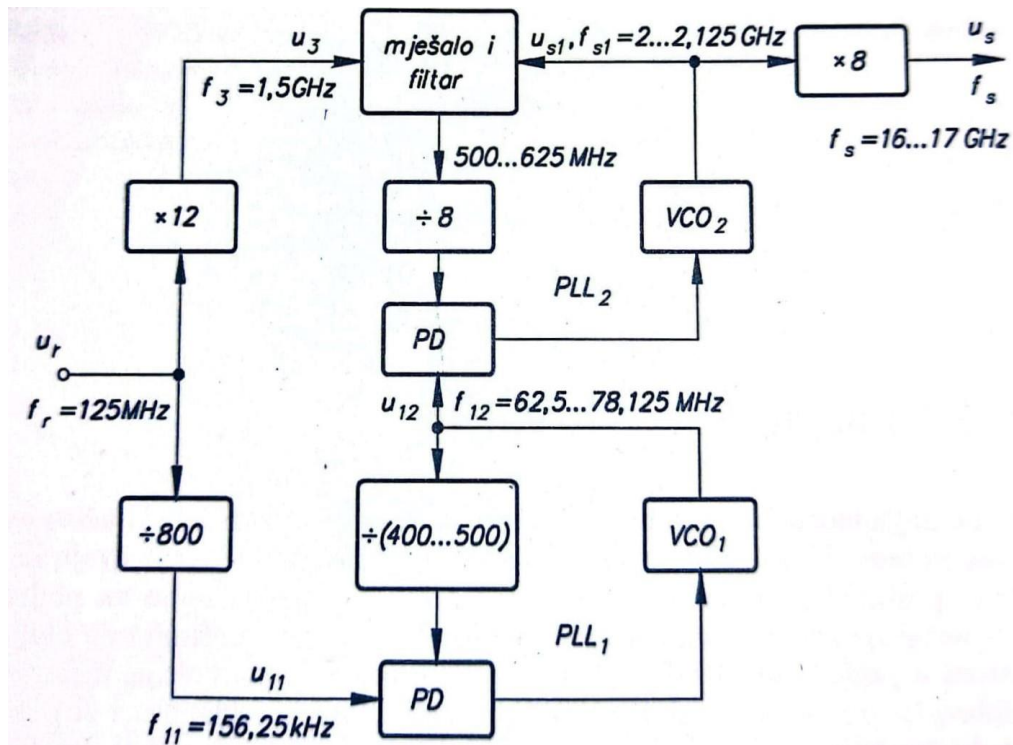 u3
f3 =1,5GHz
mješalo i
filtar
us1, fs1 =2...2,125 GHz
×8
us
fs
fs =16...17 GHz
500...625 MHz
×12
÷8
VCO2
PLL2
PD
ur
fr =125MHz
u12
f12 =62,5...78,125 MHz
÷800
÷(400...500)
VCO1
PLL1
u11
f11 =156,25kHz
PD